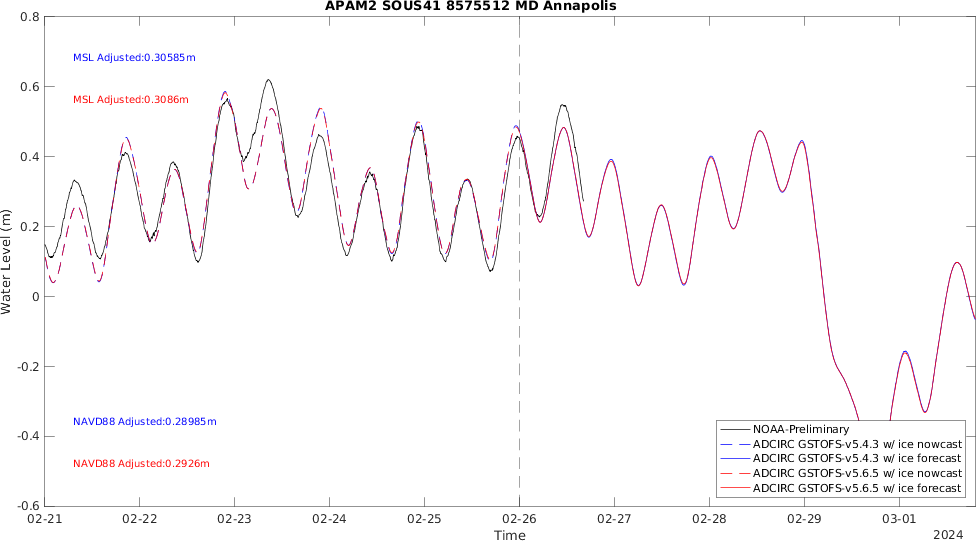 APAM2 SOUS41 8575512 MD Annapolis
0.8
0.6
0.4
0.2
0
-0.2
-0.4
-0.6
Water Level (m)
MSL Adjusted:0.30585m
MSL Adjusted:0.3086m
NAVD88 Adjusted:0.28985m
NAVD88 Adjusted:0.2926m
NOAA-Preliminary
ADCIRC GSTOFS-v5.4.3 w/ ice nowcast
ADCIRC GSTOFS-v5.4.3 w/ ice forecast
ADCIRC GSTOFS-v5.6.5 w/ ice nowcast
ADCIRC GSTOFS-v5.6.5 w/ ice forecast
02-21 02-22 02-23 02-24 02-25 02-26 02-27 02-28 02-29 03-01
Time
2024